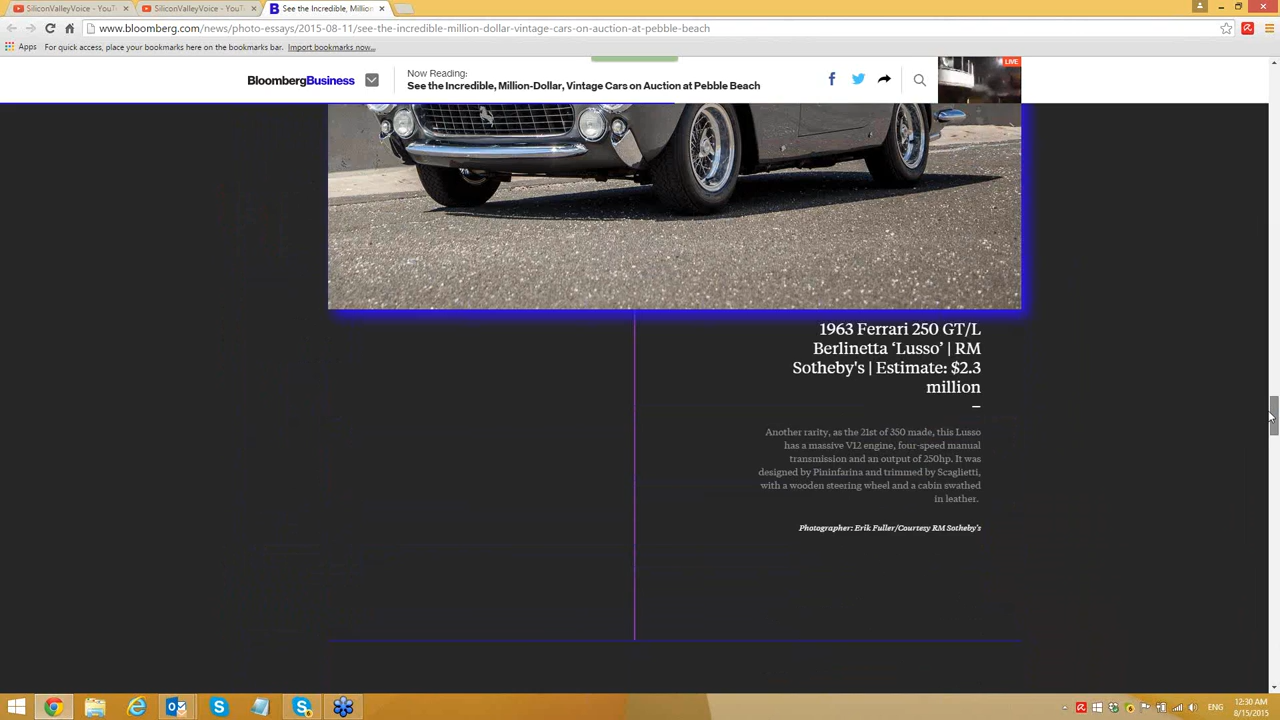 SiliconValleyVoice - YouT
SiliconValleyVoice - YouT
See the Incredible, Million
www.bloomberg.com/news/photo-essays/2015-08-11/see-the-incredible-million-dollar-vintage-cars-on-auction-at-pebble-beach
Apps
For quick access, place your bookmarks here on the bookmarks bar.
Import bookmarks now...
BloombergBusiness
Now Reading:
See the Incredible, Million-Dollar, Vintage Cars on Auction at Pebble Beach
LIVE
1963 Ferrari 250 GT/L
Berlinetta ‘Lusso’ | RM
Sotheby's | Estimate: $2.3
million
–
Another rarity, as the 21st of 350 made, this Lusso
has a massive V12 engine, four-speed manual
transmission and an output of 250hp. It was
designed by Pininfarina and trimmed by Scaglietti,
with a wooden steering wheel and a cabin swathed
in leather.
Photographer: Erik Fuller/Courtesy RM Sotheby's
ENG
12:30 AM
8/15/2015